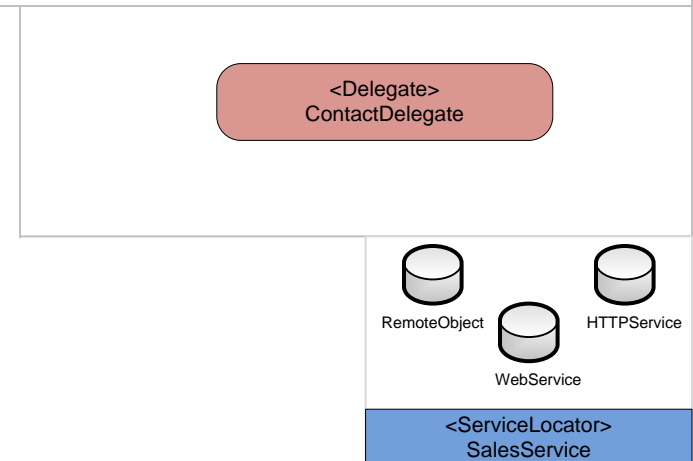 <Delegate>
ContactDelegate
RemoteObject
HTTPService
WebService
<ServiceLocator>
SalesService